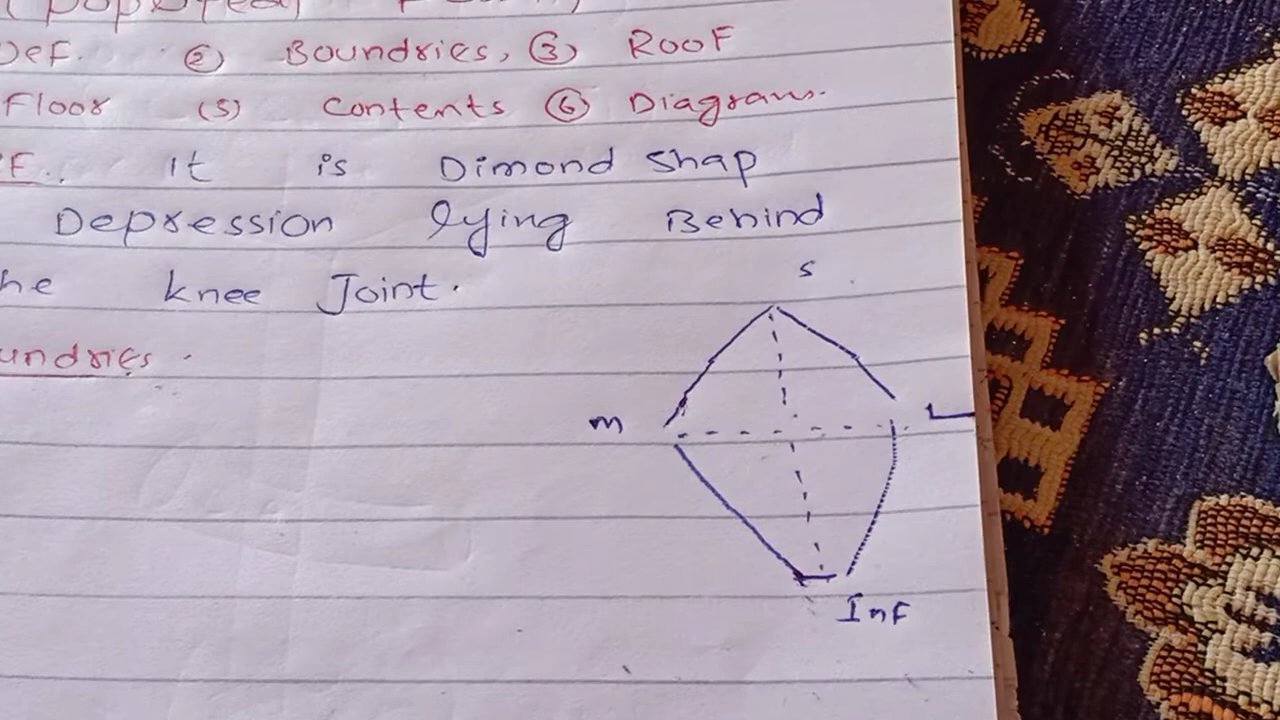 Def. ② Boundries, ③ Roof
Floor (5) Contents ⑥ Diagram.
It is Dimond shap
Depression lying Behind
he knee Joint.
S
undries.
m L
Inf